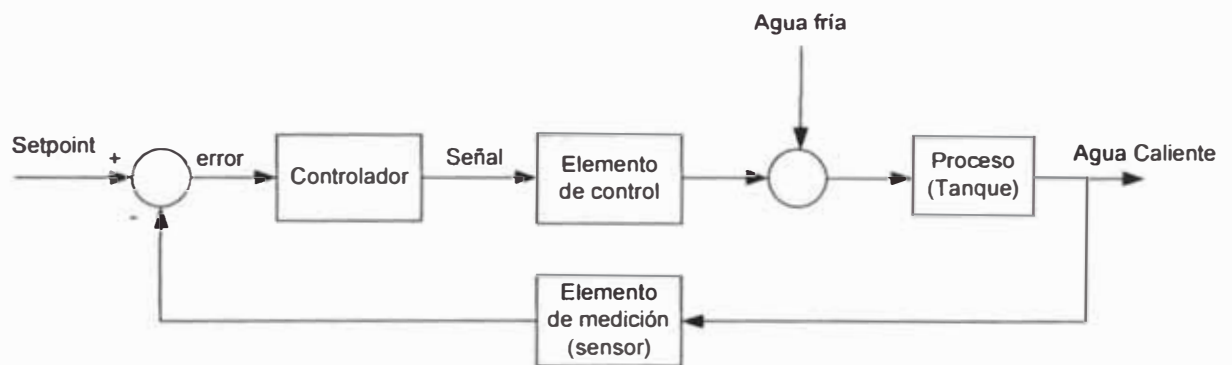 Agua fría
Setpoint
+
error
Controlador
Señal
Elemento
de control
Proceso
(Tanque)
Agua Caliente
-
Elemento
de medición
(sensor)